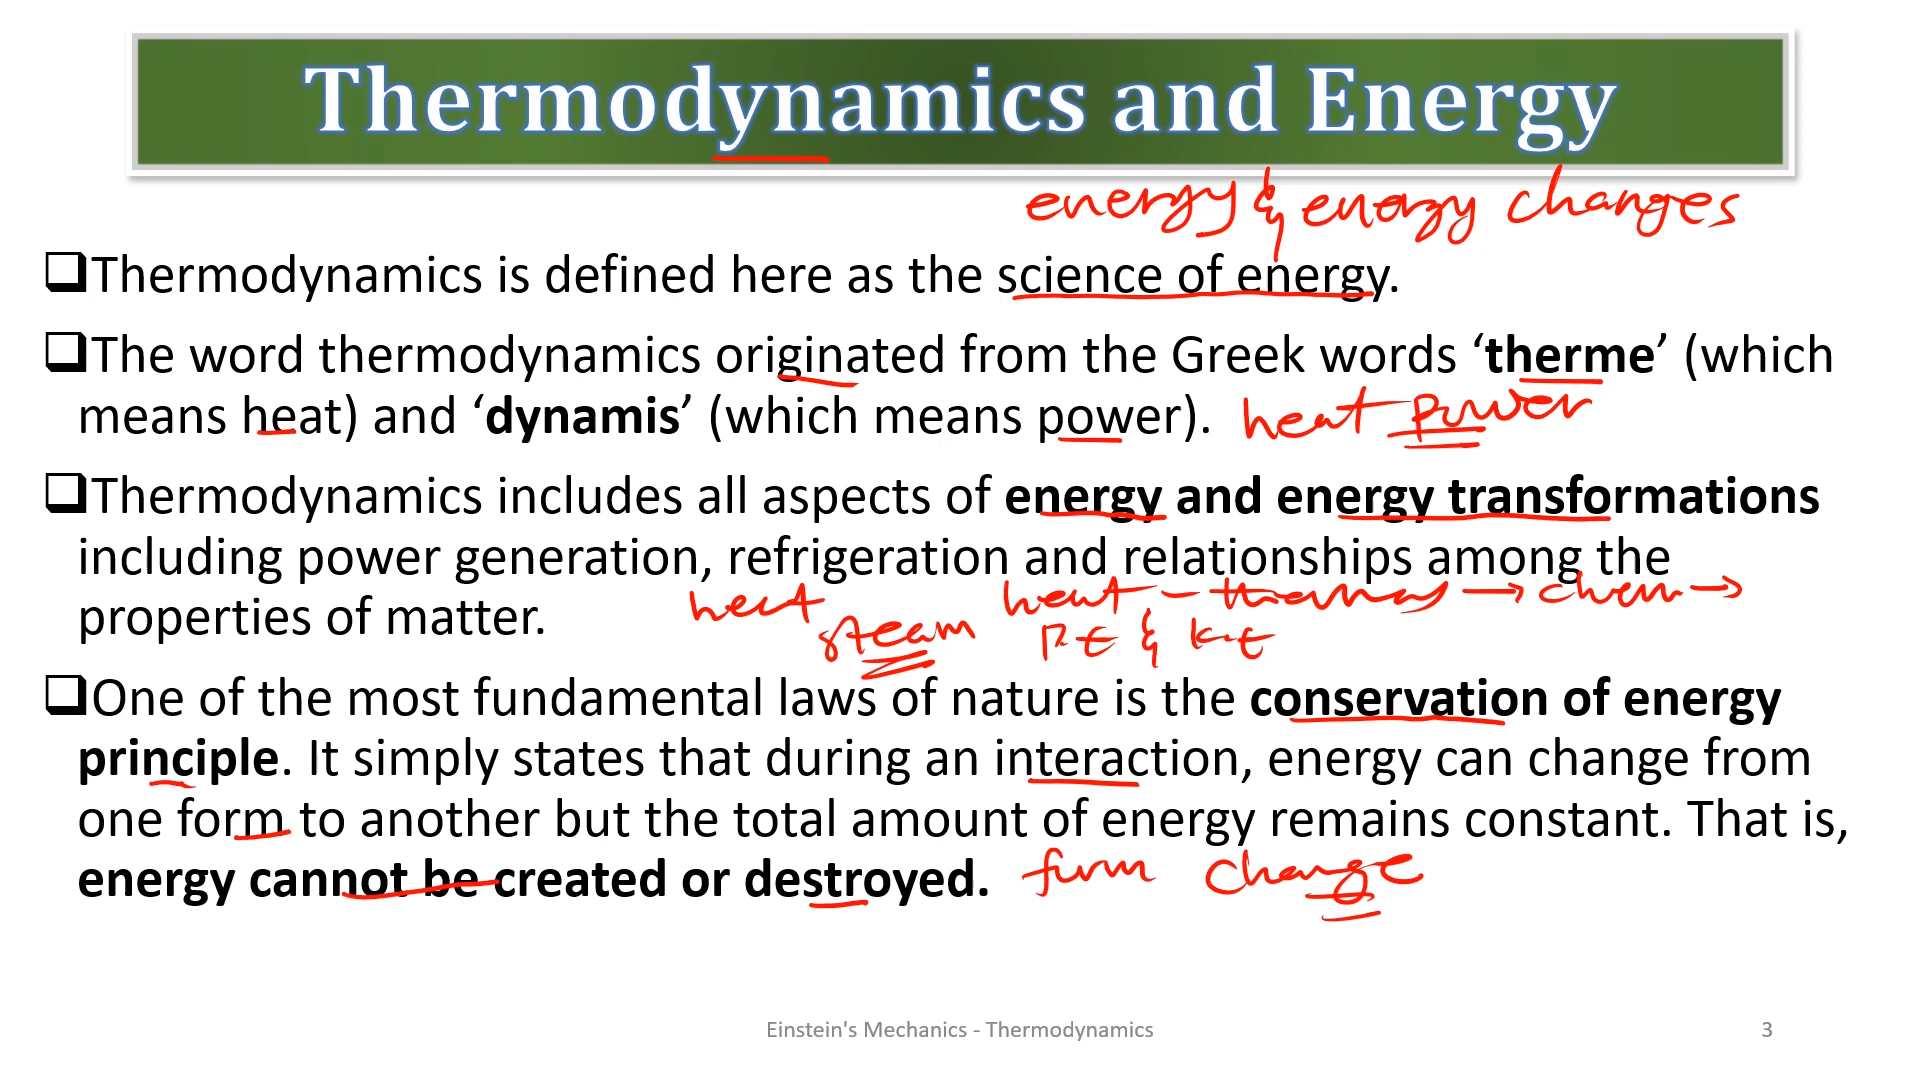 Thermodynamics and Energy
energy & energy changes
❑Thermodynamics is defined here as the science of energy.
❑The word thermodynamics originated from the Greek words ‘therme’ (which
means heat) and ‘dynamis’ (which means power). heat power
❑Thermodynamics includes all aspects of energy and energy transformations
including power generation, refrigeration and relationships among the
properties of matter. heat heat - → chem →
steam P.E & K.E
❑One of the most fundamental laws of nature is the conservation of energy
principle. It simply states that during an interaction, energy can change from
one form to another but the total amount of energy remains constant. That is,
energy cannot be created or destroyed. form change
Einstein's Mechanics - Thermodynamics 3